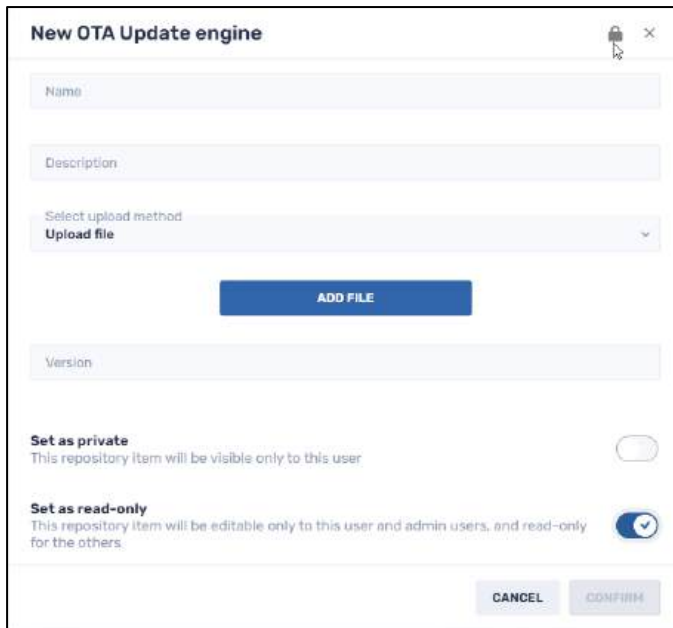 New OTA Update engine
Name
Description
Select upload method
Upload file
ADD FILE
Version
Set as private
This repository item will be visible only to this user
Set as read-only
This repository item will be editable only to this user and admin users, and read-only
for the others
CANCEL CONFIRM